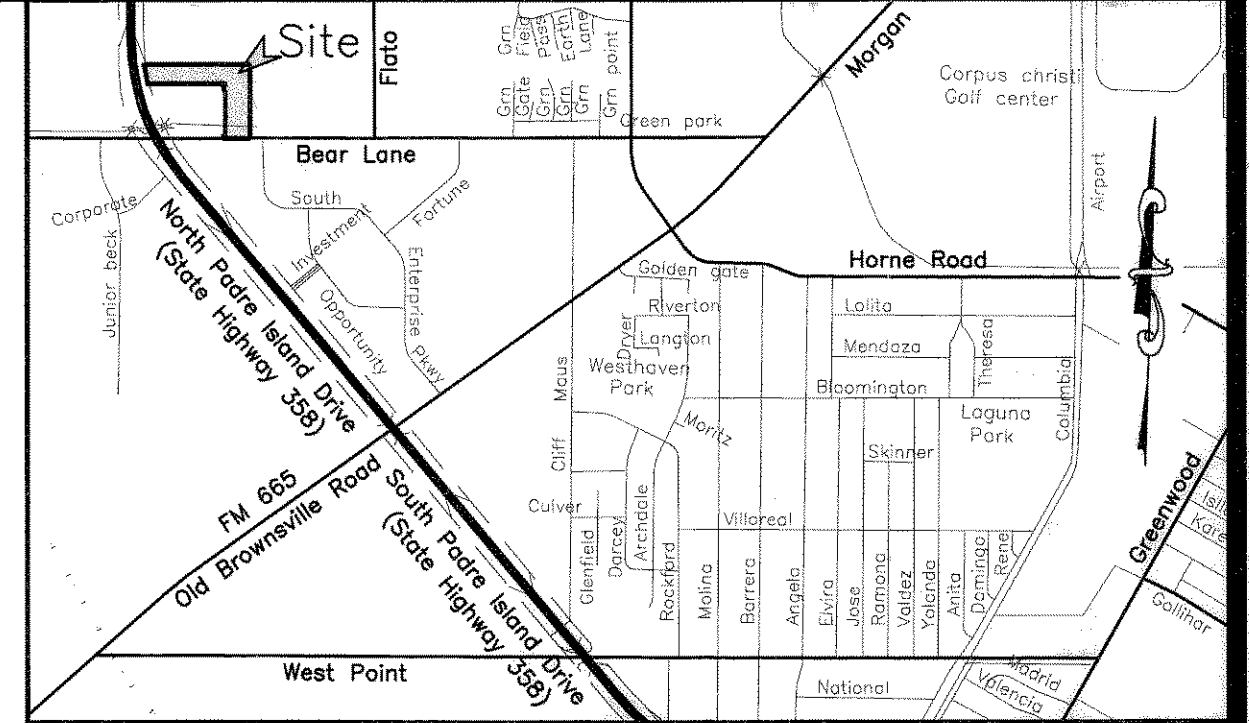 Site
Flato
Grn
Field
Pass
Earth
Lane
point
Grn
Gate
Grn
Grn
Grn
Grn
Green park
Morgan
Corpus christi
Golf center
Airport
Bear Lane
Corporate
Junior beck
South
Investment
Fortune
Enterprise Pkwy
Opportunity
North Padre Island Drive
(State Highway 358)
Horne Road
Golden gate
Riverton
Dryer
Langton
Westhaven
Park
Maus
Cliff
Moritz
Lolita
Mendaza
Theresa
Bloomington
Laguna
Park
Columbia
Skinner
Culver
Villareal
Glenfield
Darcey
Archdale
Rockford
Molina
Barrera
Angela
Elvira
Jose
Ramona
Valdez
Yolanda
Anita
Domingo
Rene
Greenwood
Gollihar
FM 665
Old Brownsville Road
South Padre Island Drive
(State Highway 358)
West Point
National
Madrid
Valencia